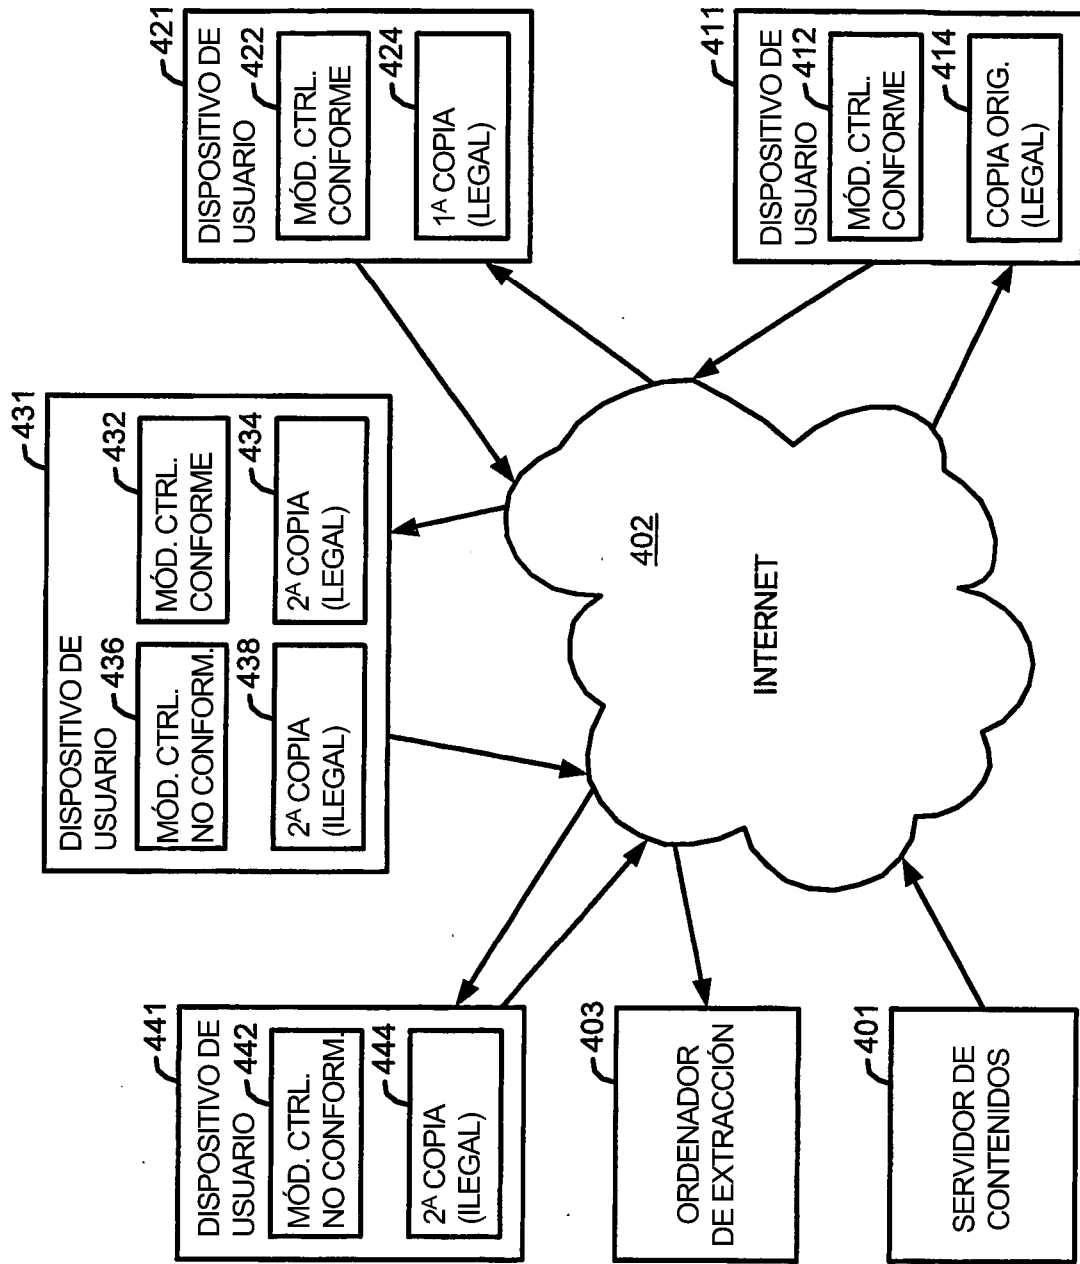 441
DISPOSITIVO DE
USUARIO
442
MÓD. CTRL.
NO CONFORM.
444
2ª COPIA
(ILEGAL)
403
ORDENADOR
DE EXTRACCIÓN
401
SERVIDOR DE
CONTENIDOS
431
DISPOSITIVO DE
USUARIO
436
MÓD. CTRL.
NO CONFORM.
438
2ª COPIA
(ILEGAL)
432
MÓD. CTRL.
CONFORME
434
2ª COPIA
(LEGAL)
402
INTERNET
421
DISPOSITIVO DE
USUARIO
422
MÓD. CTRL.
CONFORME
424
1ª COPIA
(LEGAL)
411
DISPOSITIVO DE
USUARIO
412
MÓD. CTRL.
CONFORME
414
COPIA ORIG.
(LEGAL)